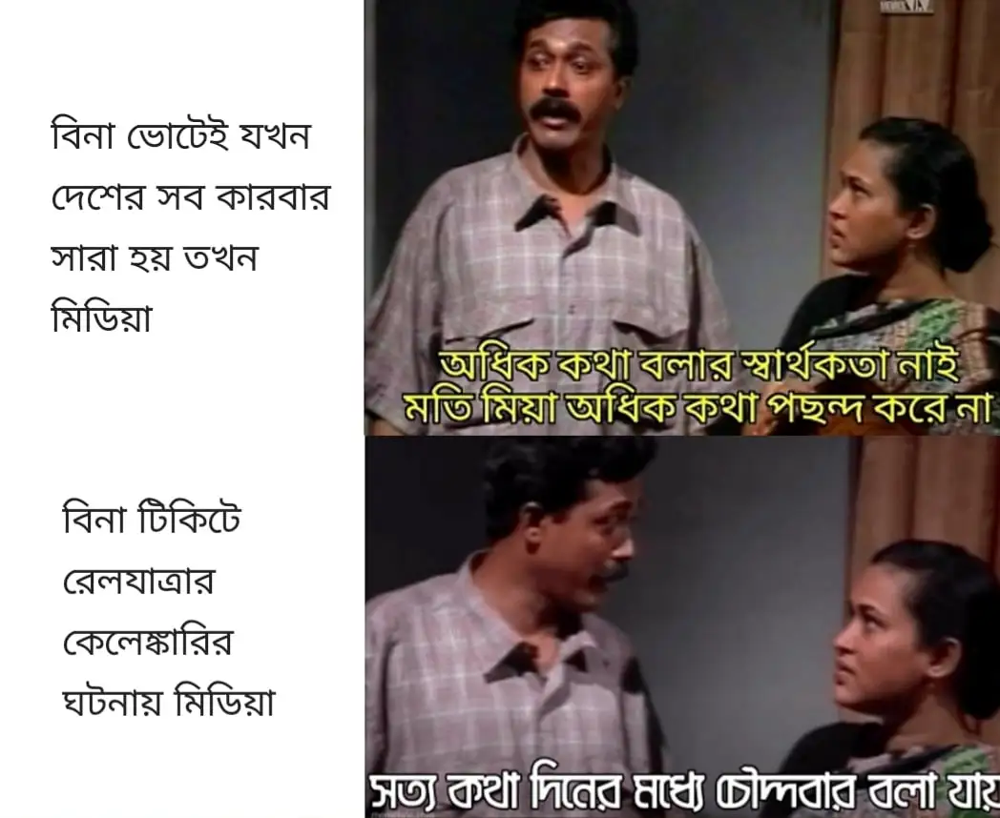 বিনা ভোটেই যখন
দেশের সব কারবার
সারা হয় তখন
মিডিয়া
অধিক কথা বলার স্বার্থকতা নাই
মতি মিয়া অধিক কথা পছন্দ করে না
বিনা টিকিটে
রেলযাত্রার
কেলেঙ্কারির
ঘটনায় মিডিয়া
সত্য কথা দিনের মধ্যে চৌদ্দবার বলা যায়